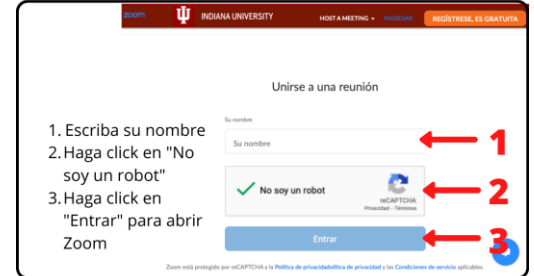 zoom
INDIANA UNIVERSITY
HOST A MEETING
INGRESAR
REGÍSTRESE, ES GRATUITA
Unirse a una reunión
1. Escriba su nombre
2. Haga click en "No
soy un robot"
3. Haga click en
"Entrar" para abrir
Zoom
Su nombre
Su nombre
1
No soy un robot
reCAPTCHA
Privacidad - Términos
2
Entrar
3
Zoom está protegido por reCAPTCHA y la Política de privacidadolítica de privacidad y las Condiciones de servicio aplicables.